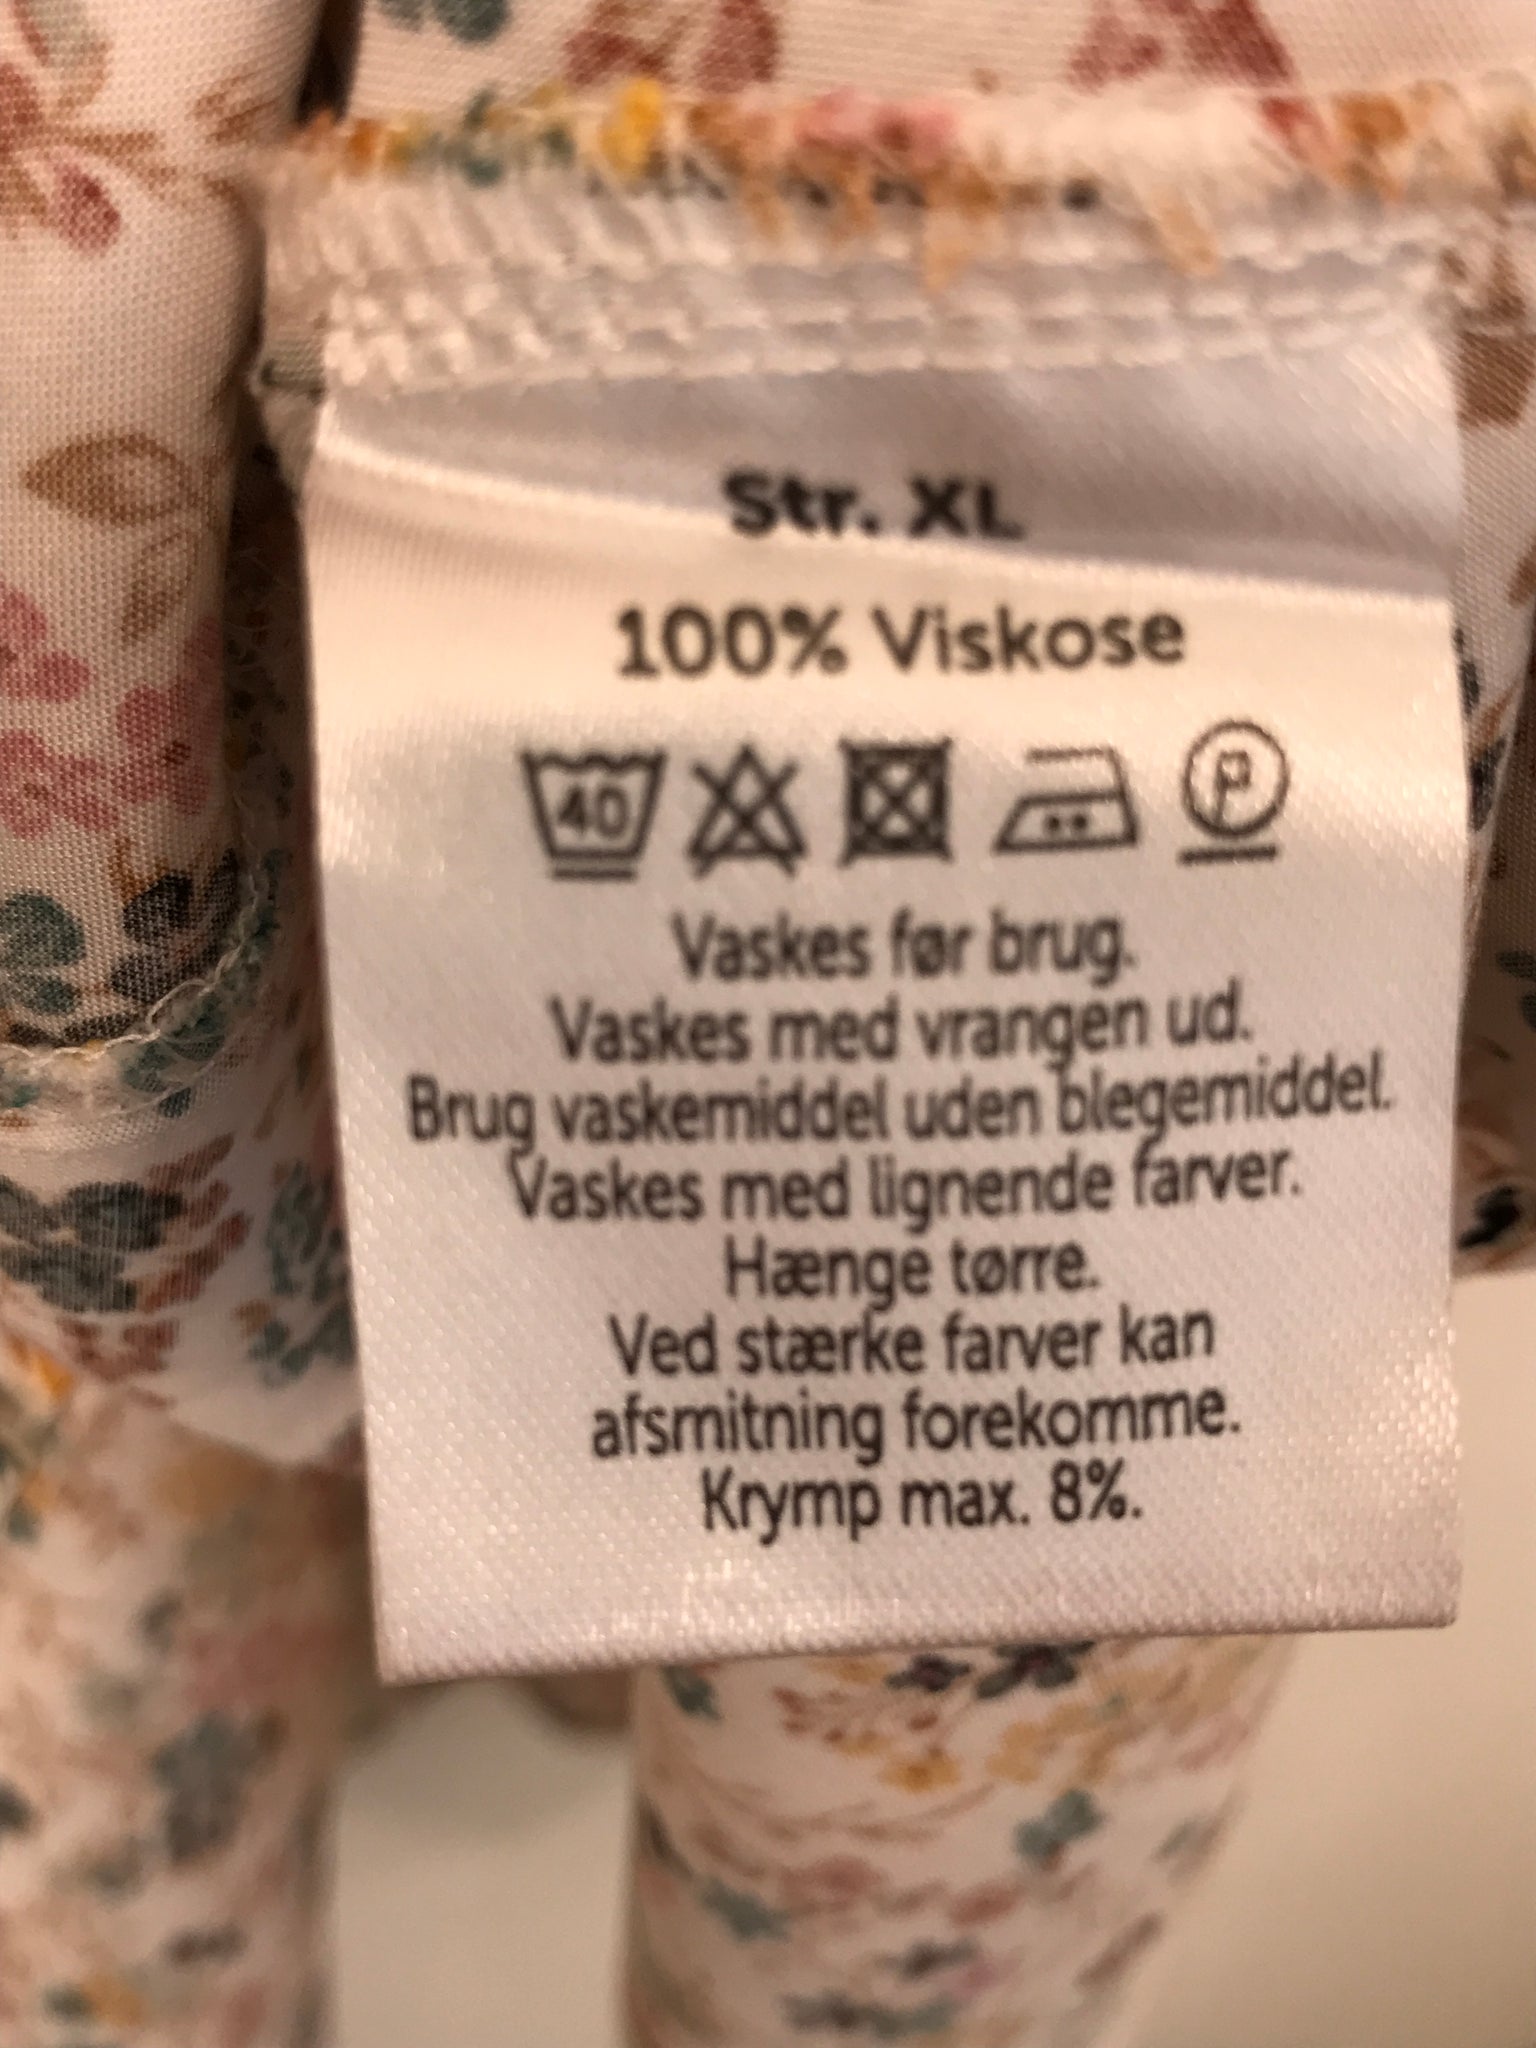 Str. XL
100% Viskose
40 P
Vaskes før brug.
Vaskes med vrangen ud.
Brug vaskemiddel uden blegemiddel.
Vaskes med lignende farver.
Hænge tørre.
Ved stærke farver kan
afsmitning forekomme.
Krymp max. 8%.